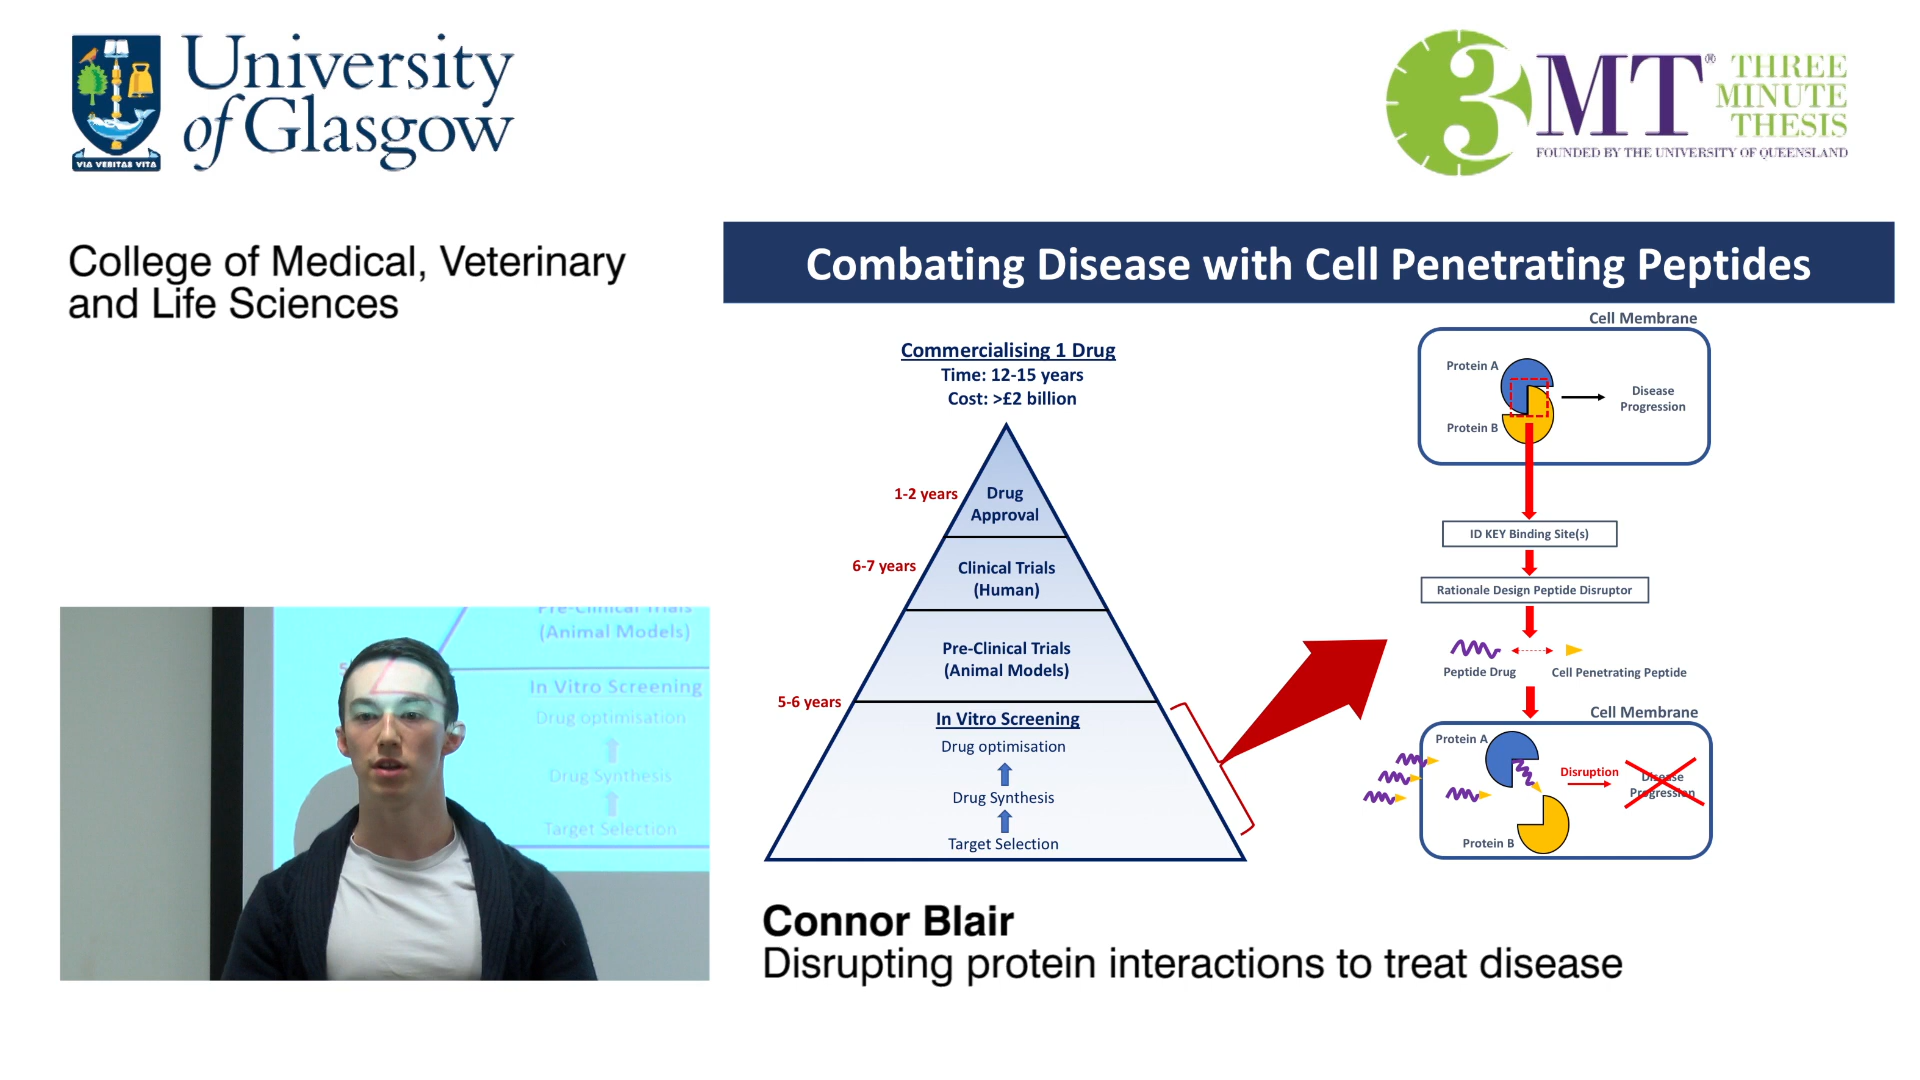 University
of Glasgow
VIA VERITAS VITA
3MT® THREE
MINUTE
THESIS
FOUNDED BY THE UNIVERSITY OF QUEENSLAND
College of Medical, Veterinary
and Life Sciences
Combating Disease with Cell Penetrating Peptides
Commercialising 1 Drug
Time: 12-15 years
Cost: >£2 billion
1-2 years
Drug
Approval
6-7 years
Clinical Trials
(Human)
Pre-Clinical Trials
(Animal Models)
5-6 years
In Vitro Screening
Drug optimisation
Drug Synthesis
Target Selection
Cell Membrane
Protein A
Protein B
Disease
Progression
ID KEY Binding Site(s)
Rationale Design Peptide Disruptor
Peptide Drug
Cell Penetrating Peptide
Cell Membrane
Protein A
Disruption
Disease
Progression
Protein B
Pre-Clinical Trials
(Animal Models)
In Vitro Screening
Drug optimisation
Drug Synthesis
Target Selection
Connor Blair
Disrupting protein interactions to treat disease